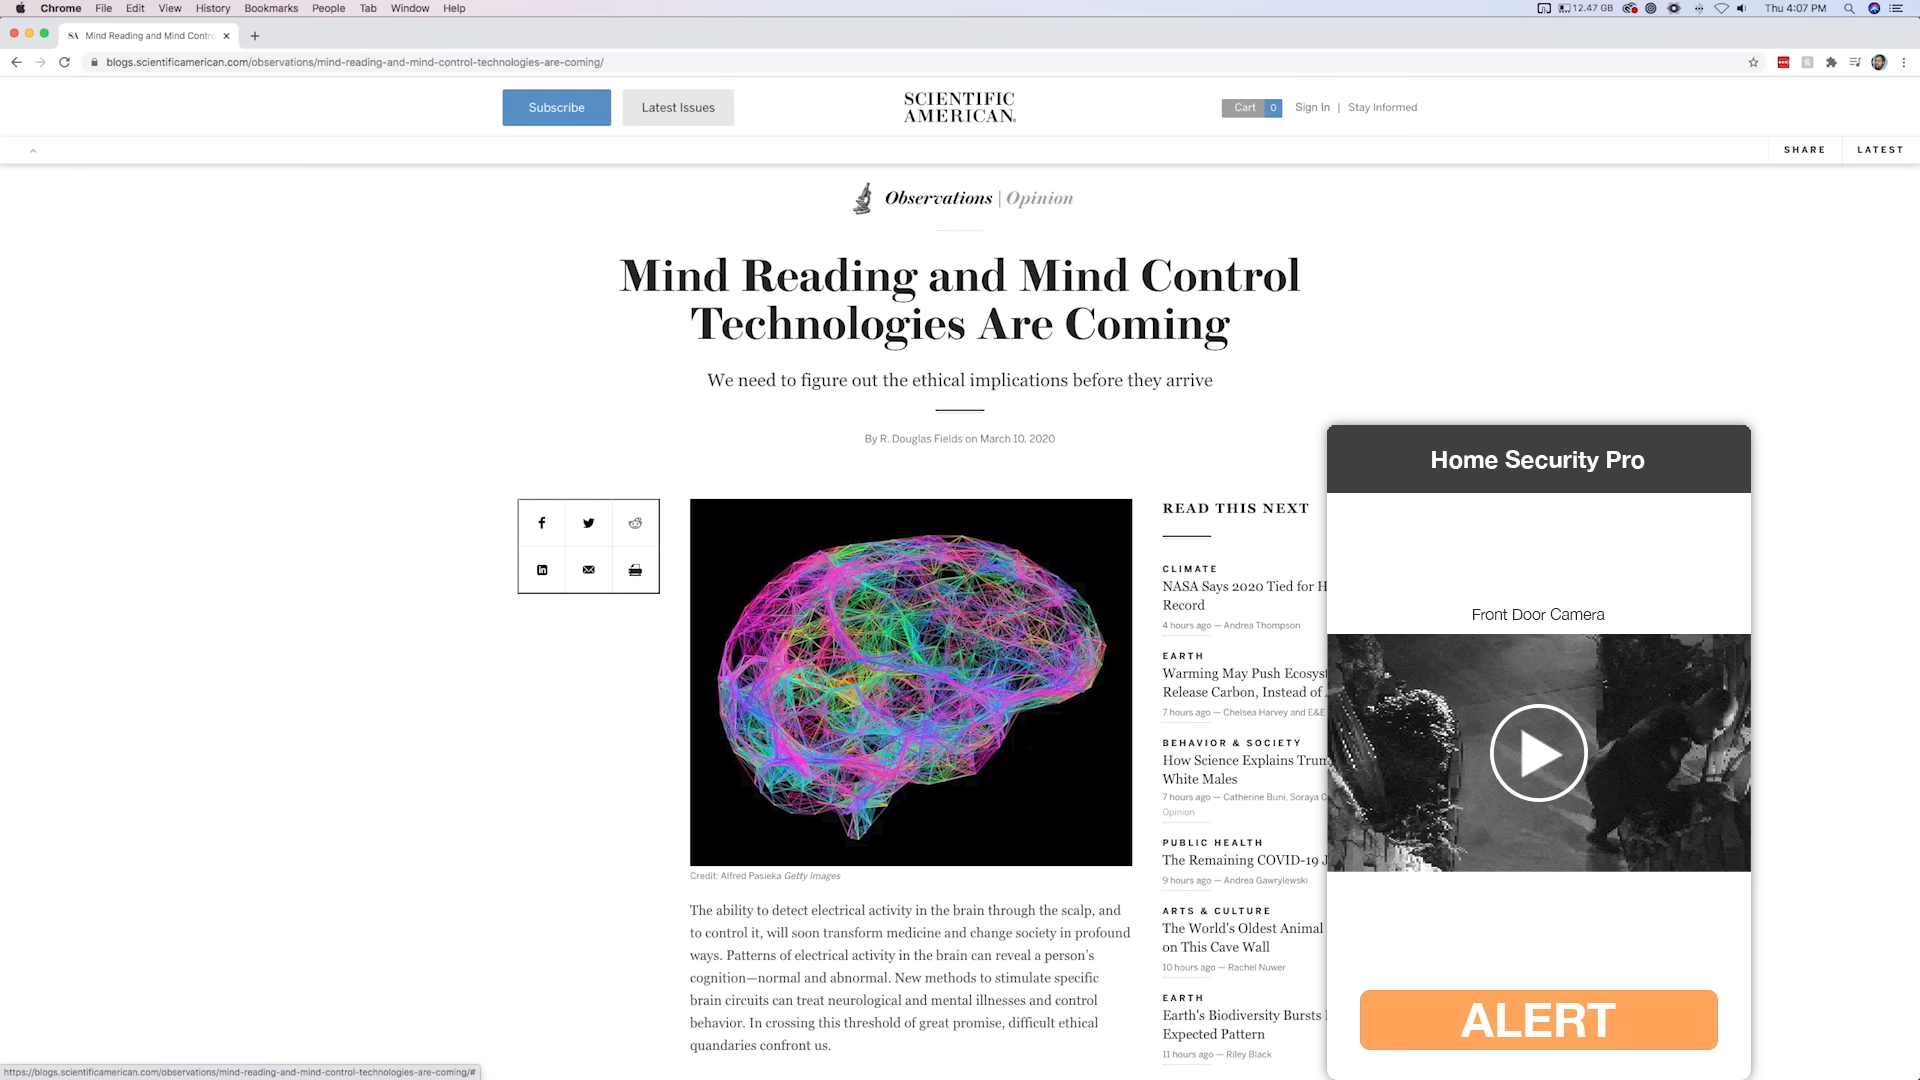 Chrome File Edit View History Bookmarks People Tab Window Help
12.47 GB Thu 4:07 PM
SA Mind Reading and Mind Contro
blogs.scientificamerican.com/observations/mind-reading-and-mind-control-technologies-are-coming/
Subscribe
Latest Issues
SCIENTIFIC
AMERICAN
Cart 0 Sign In | Stay Informed
SHARE LATEST
Observations | Opinion
Mind Reading and Mind Control
Technologies Are Coming
We need to figure out the ethical implications before they arrive
By R. Douglas Fields on March 10, 2020
Credit: Alfred Pasieka Getty Images
The ability to detect electrical activity in the brain through the scalp, and
to control it, will soon transform medicine and change society in profound
ways. Patterns of electrical activity in the brain can reveal a person's
cognition—normal and abnormal. New methods to stimulate specific
brain circuits can treat neurological and mental illnesses and control
behavior. In crossing this threshold of great promise, difficult ethical
quandaries confront us.
READ THIS NEXT
CLIMATE
NASA Says 2020 Tied for H
Record
4 hours ago — Andrea Thompson
EARTH
Warming May Push Ecosyst
Release Carbon, Instead of
7 hours ago — Chelsea Harvey and E&E
BEHAVIOR & SOCIETY
How Science Explains Trum
White Males
7 hours ago — Catherine Buni, Soraya C
Opinion
PUBLIC HEALTH
The Remaining COVID-19 J
9 hours ago — Andrea Gawrylewski
ARTS & CULTURE
The World's Oldest Animal
on This Cave Wall
10 hours ago — Rachel Nuwer
EARTH
Earth's Biodiversity Bursts
Expected Pattern
11 hours ago — Riley Black
Home Security Pro
Front Door Camera
ALERT
https://blogs.scientificamerican.com/observations/mind-reading-and-mind-control-technologies-are-coming/#